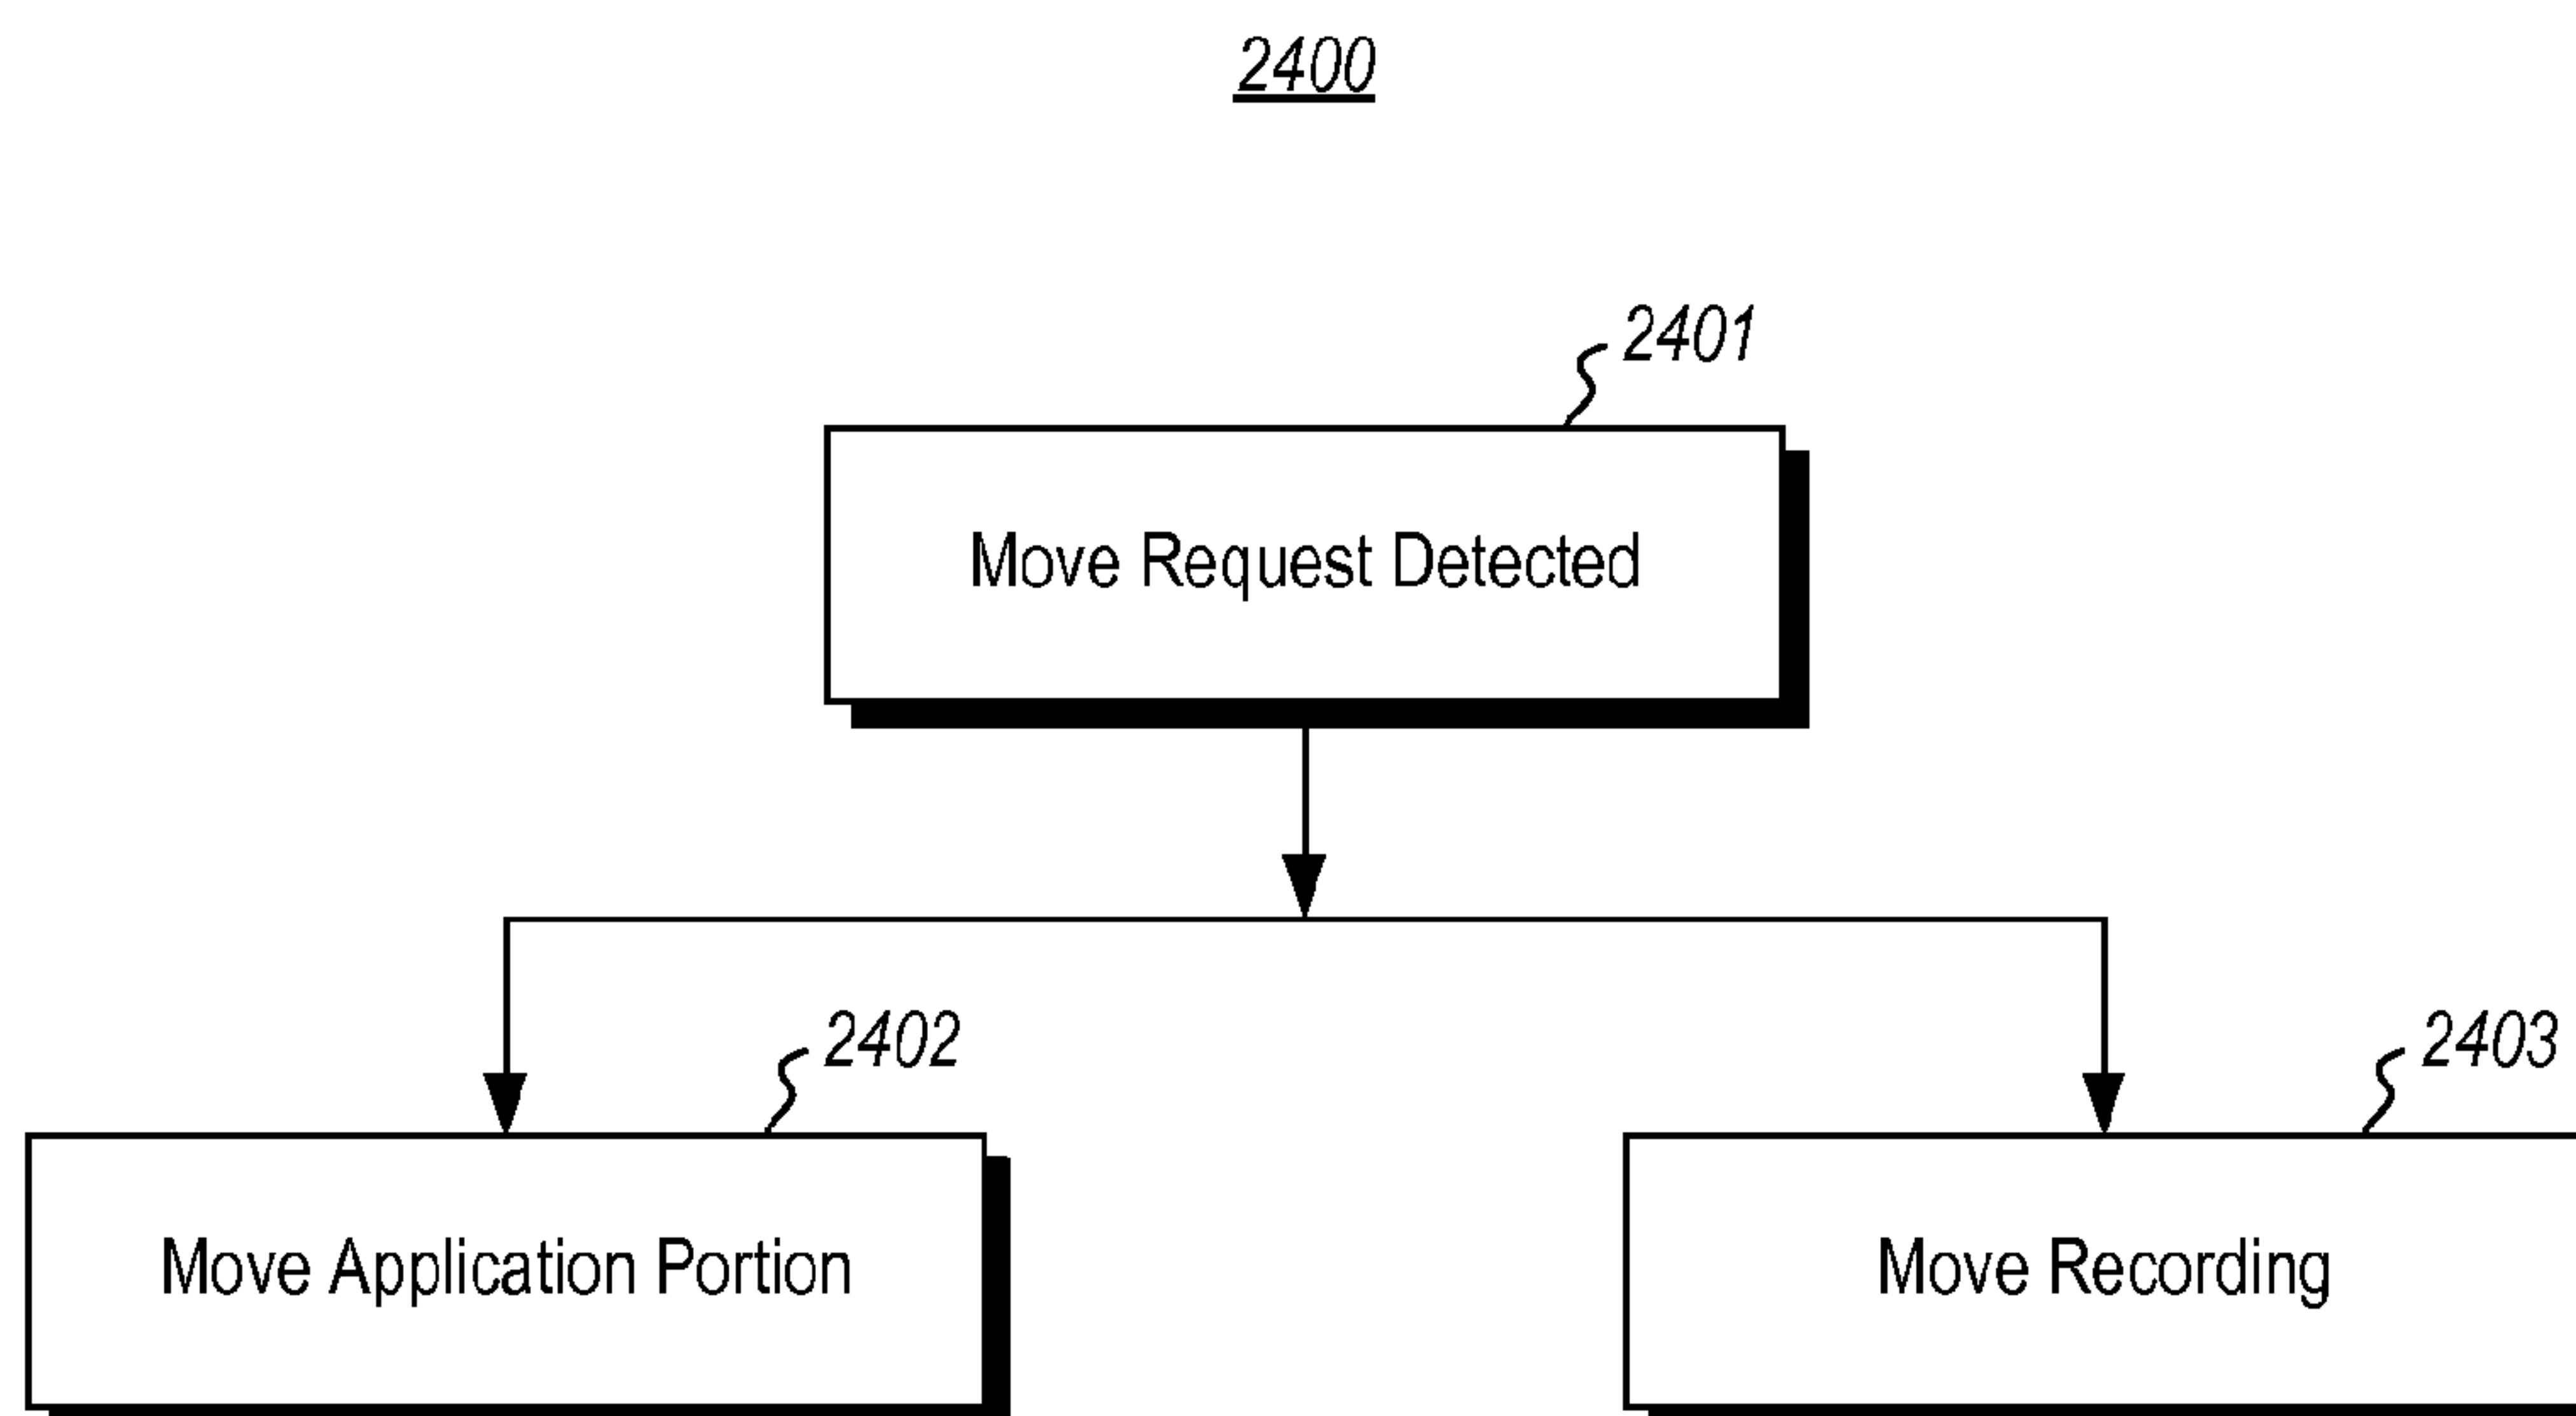 2400
2401
Move Request Detected
2402
2403
Move Application Portion
Move Recording